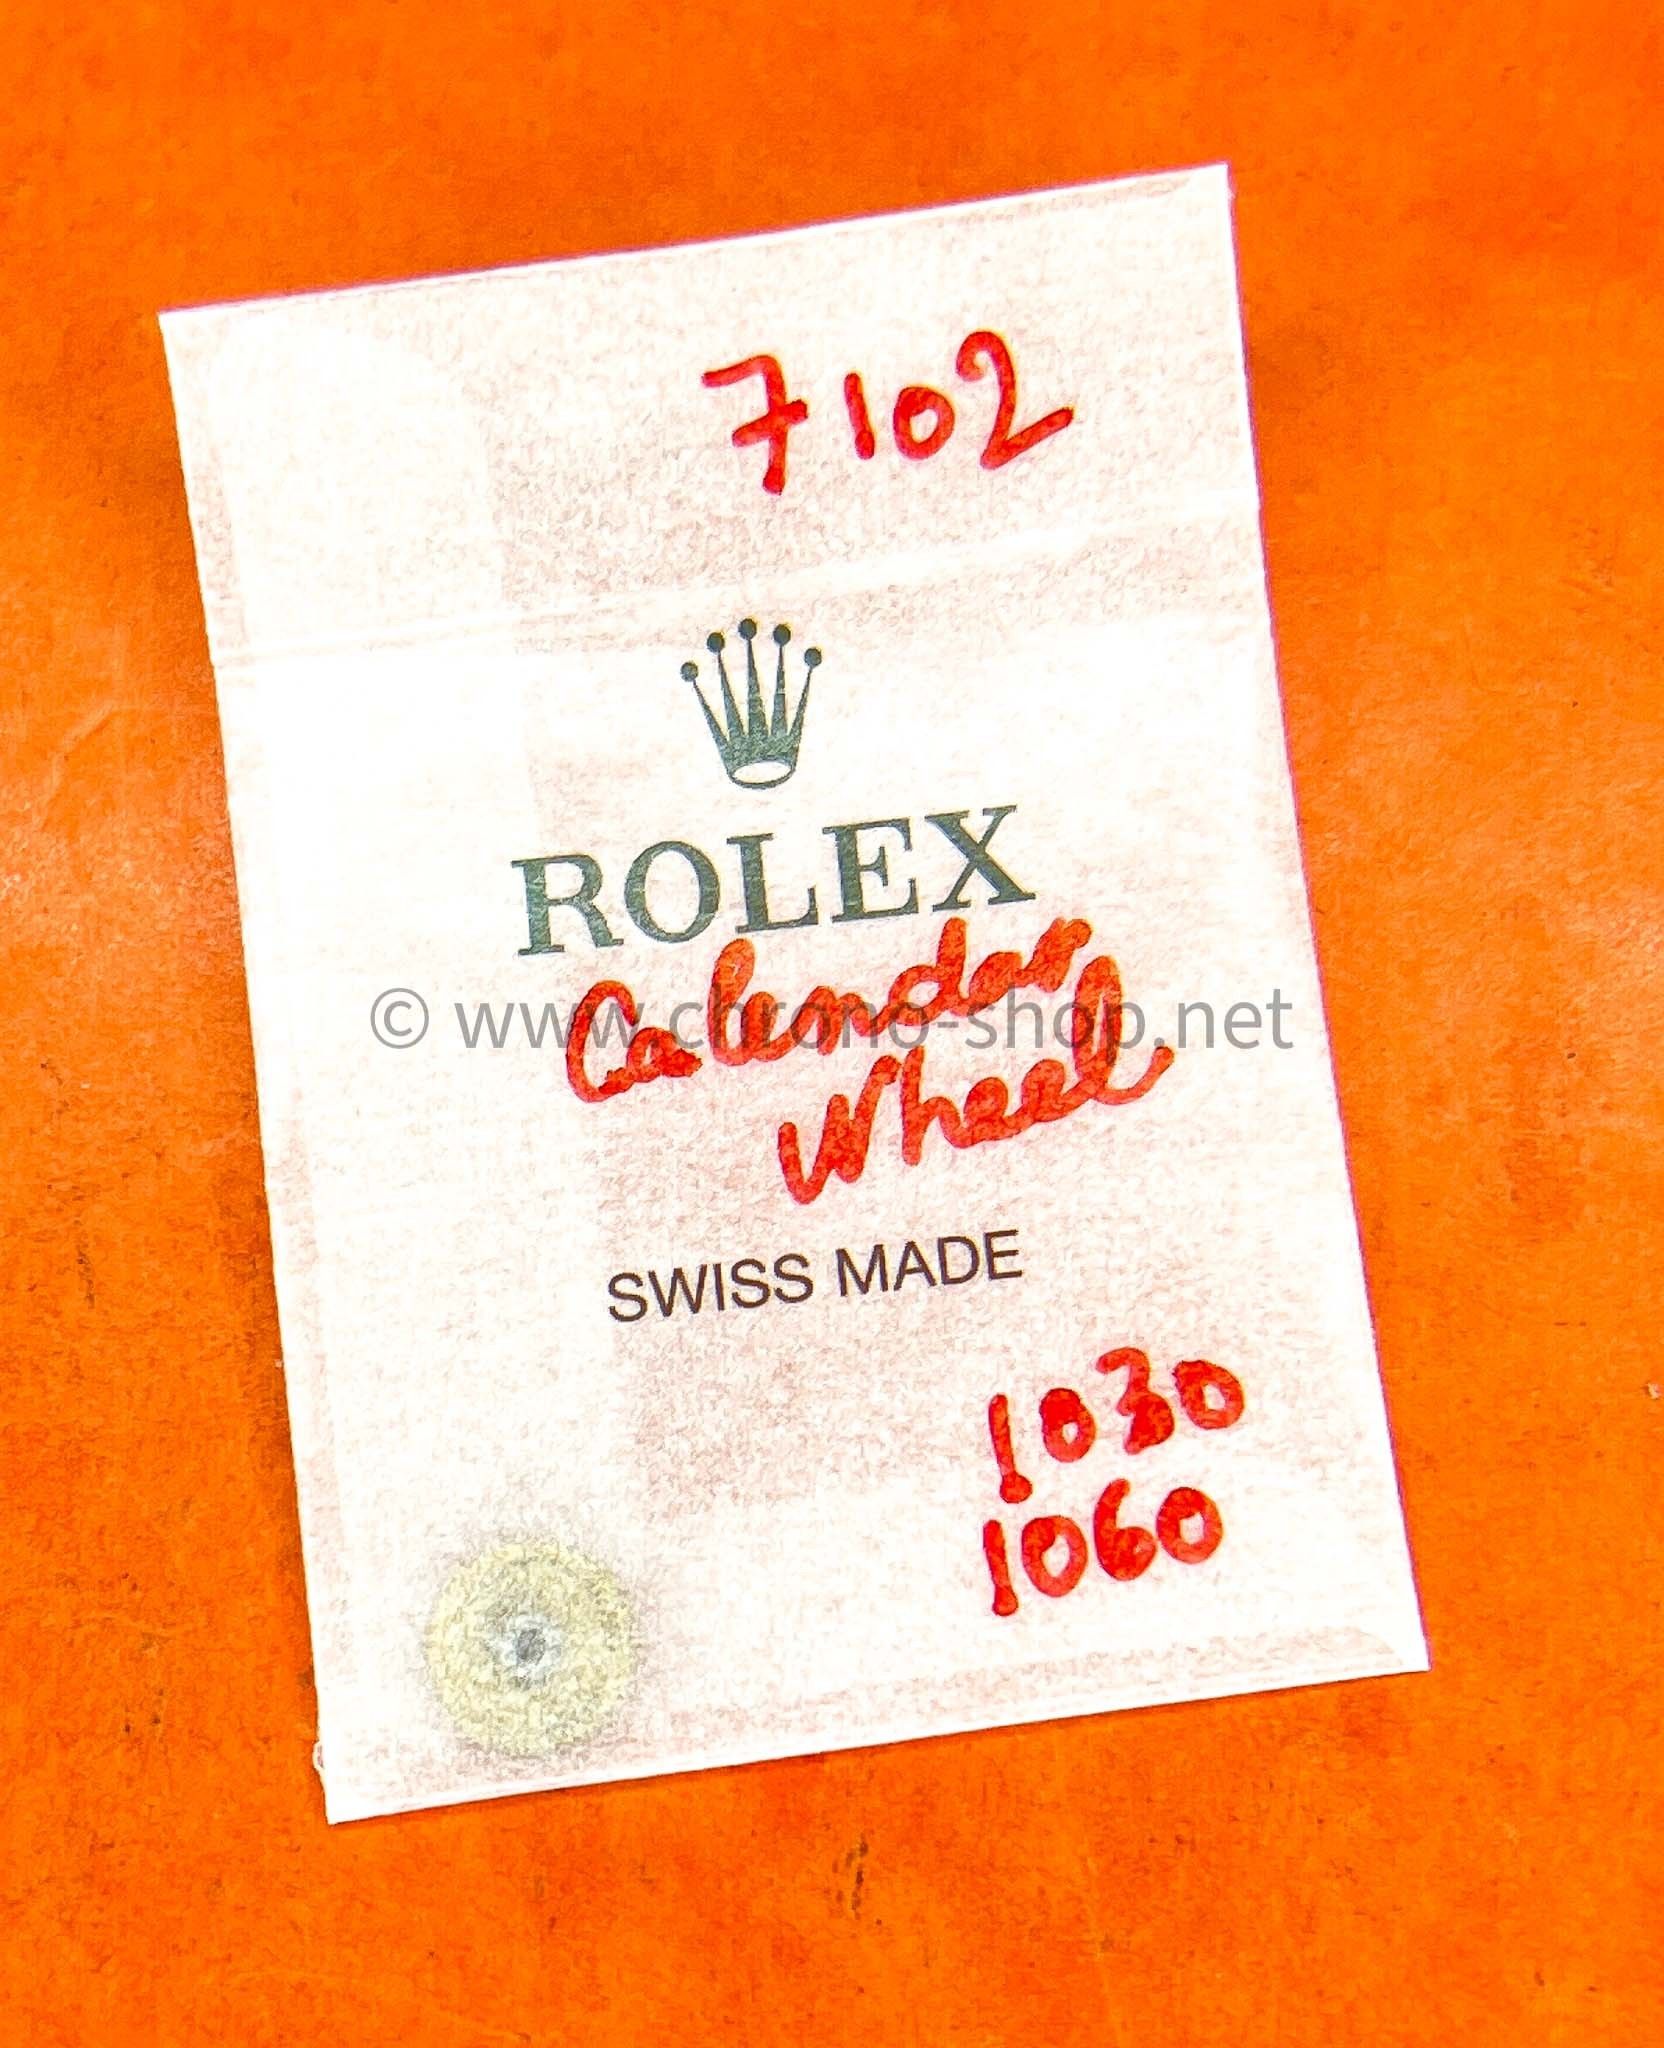 7102
ROLEX
Calendar
© www.chrono-shop.net
Wheel
SWISS MADE
1030
1060